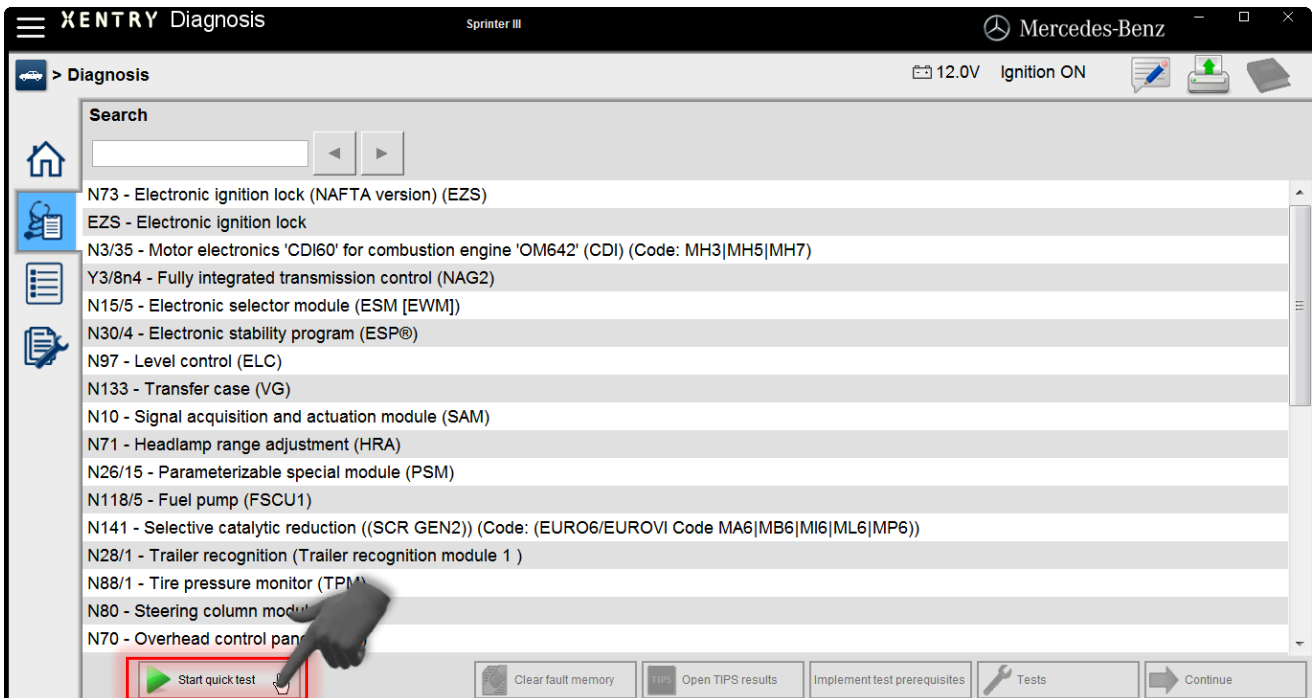 XENTRY Diagnosis
Sprinter III
Mercedes-Benz
> Diagnosis
12.0V
Ignition ON
Search
N73 - Electronic ignition lock (NAFTA version) (EZS)
EZS - Electronic ignition lock
N3/35 - Motor electronics 'CDI60' for combustion engine 'OM642' (CDI) (Code: MH3|MH5|MH7)
Y3/8n4 - Fully integrated transmission control (NAG2)
N15/5 - Electronic selector module (ESM [EWM])
N30/4 - Electronic stability program (ESP®)
N97 - Level control (ELC)
N133 - Transfer case (VG)
N10 - Signal acquisition and actuation module (SAM)
N71 - Headlamp range adjustment (HRA)
N26/15 - Parameterizable special module (PSM)
N118/5 - Fuel pump (FSCU1)
N141 - Selective catalytic reduction ((SCR GEN2)) (Code: (EURO6/EUROVI Code MA6|MB6|MI6|ML6|MP6))
N28/1 - Trailer recognition (Trailer recognition module 1 )
N88/1 - Tire pressure monitor (TPM)
N80 - Steering column
N70 - Overhead control
Start quick test
Clear fault memory
TIPS
Open TIPS results
Implement test prerequisites
Tests
Continue